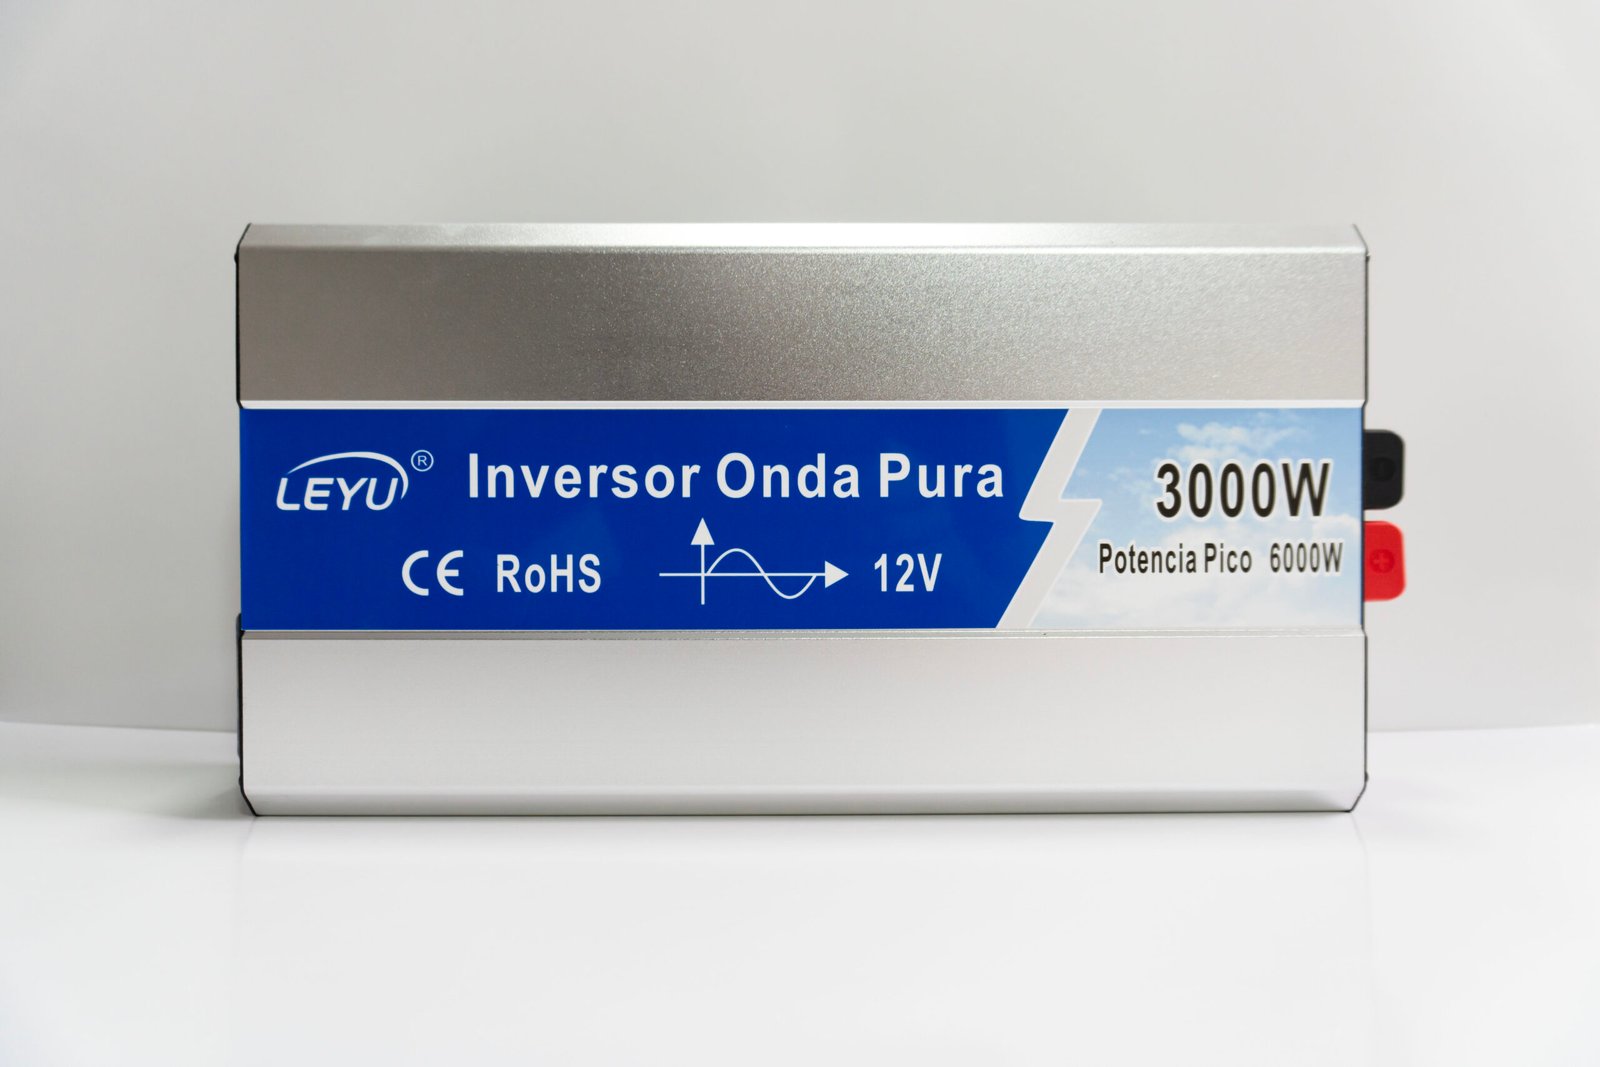 LEYU®
Inversor Onda Pura
CE RoHS 12V
3000W
Potencia Pico 6000W